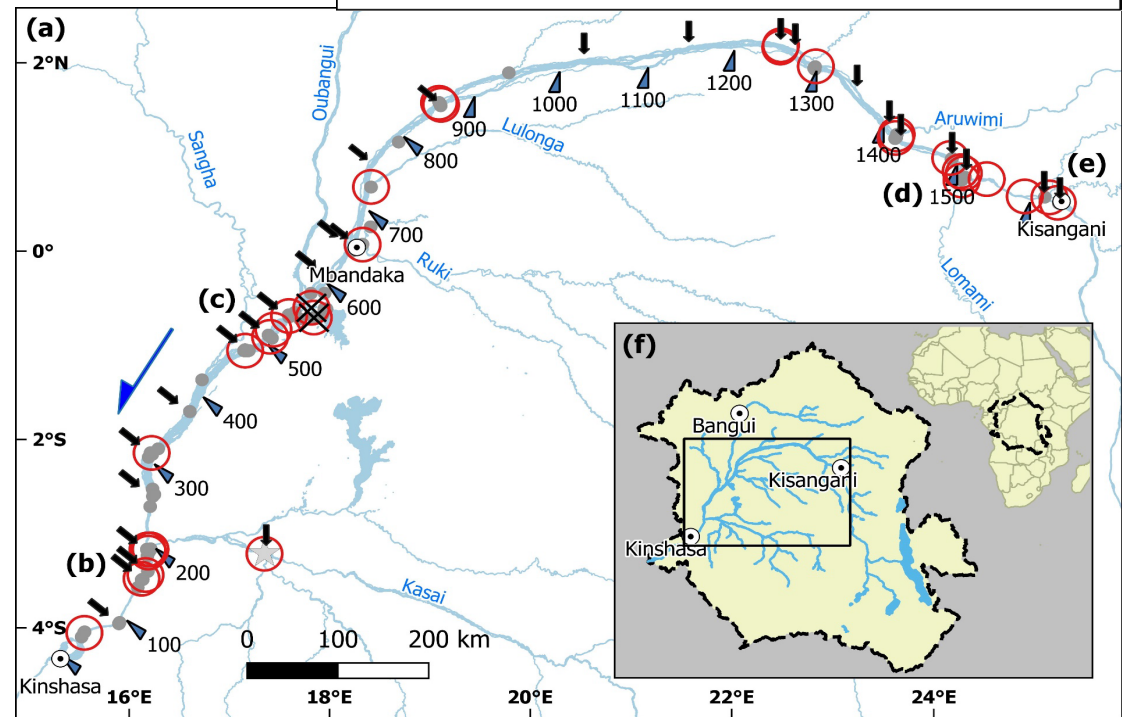 (a)
2°N
0°
2°S
4°S
16°E
18°E
20°E
22°E
24°E
Sangha
Oubangui
Lulonga
Ruki
Aruwimi
Lomami
Kasai
Kinshasa
Mbandaka
Kisangani
100
200
300
400
500
600
700
800
900
1000
1100
1200
1300
1400
1500
(b)
(c)
(d)
(e)
0 100 200 km
(f)
Bangui
Kisangani
Kinshasa